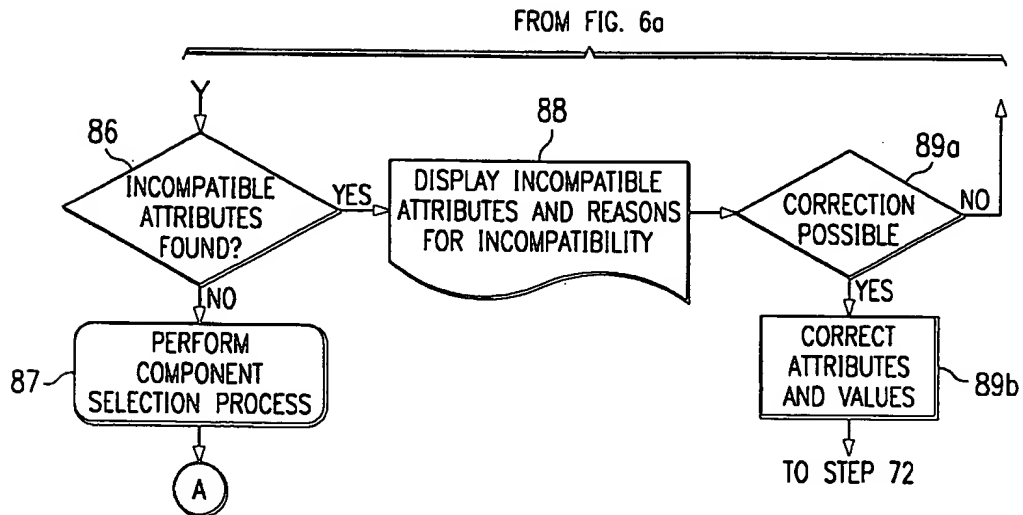 FROM FIG. 6a
Y
86
INCOMPATIBLE
ATTRIBUTES
FOUND?
YES
88
DISPLAY INCOMPATIBLE
ATTRIBUTES AND REASONS
FOR INCOMPATIBILITY
89a
CORRECTION
POSSIBLE
NO
NO
YES
87
PERFORM
COMPONENT
SELECTION PROCESS
CORRECT
ATTRIBUTES
AND VALUES
89b
A
TO STEP 72